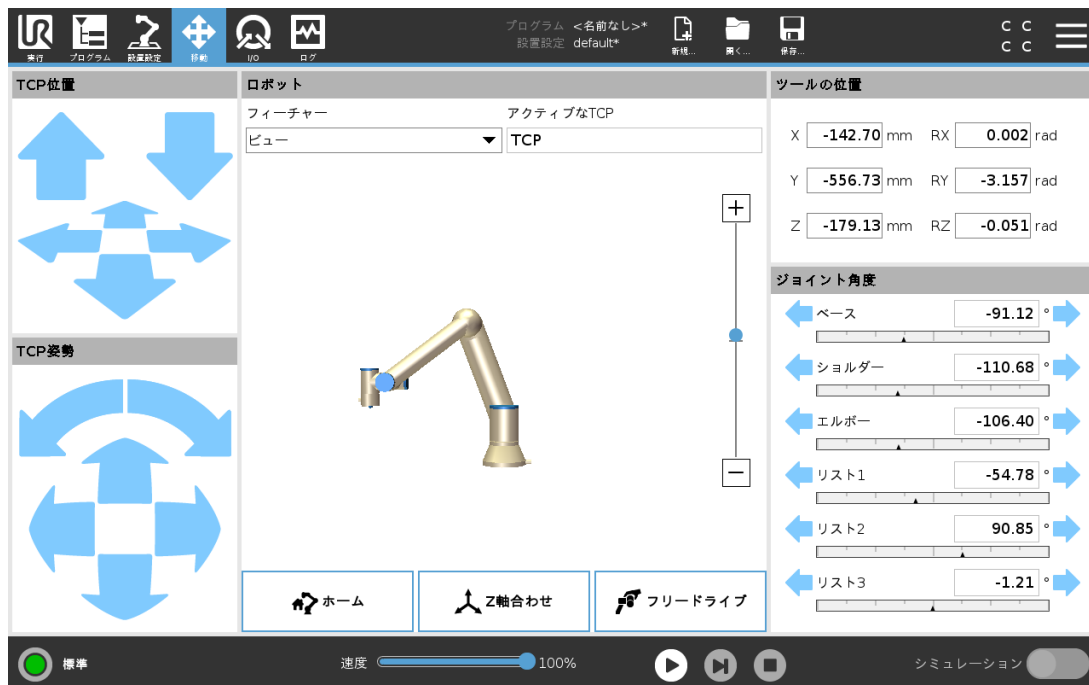 UR
プログラム <名前なし>*
設置設定 default*
C C
C C
実行 プログラム 設置設定 移動 I/O ログ 新規... 開く... 保存...
TCP位置
ロボット
ツールの位置
フィーチャー アクティブなTCP
ビュー TCP
X -142.70 mm RX 0.002 rad
Y -556.73 mm RY -3.157 rad
Z -179.13 mm RZ -0.051 rad
ジョイント角度
ベース -91.12 °
TCP姿勢
ショルダー -110.68 °
エルボー -106.40 °
リスト1 -54.78 °
リスト2 90.85 °
リスト3 -1.21 °
ホーム Z軸合わせ フリードライブ
標準 速度 100% シミュレーション